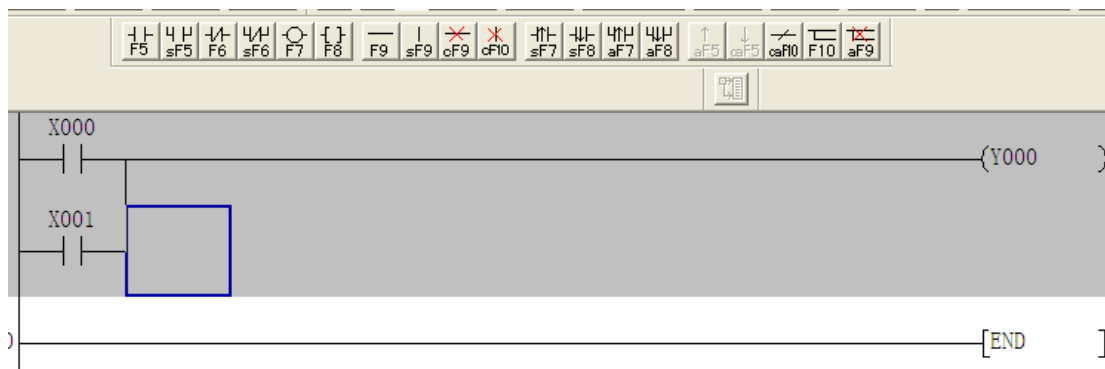 F5 sF5 F6 sF6 F7 F8 F9 sF9 cF9 cF10 sF7 sF8 aF7 aF8 aF5 caF5 caF10 F10 aF9
X000
(Y000 )
X001
[END ]